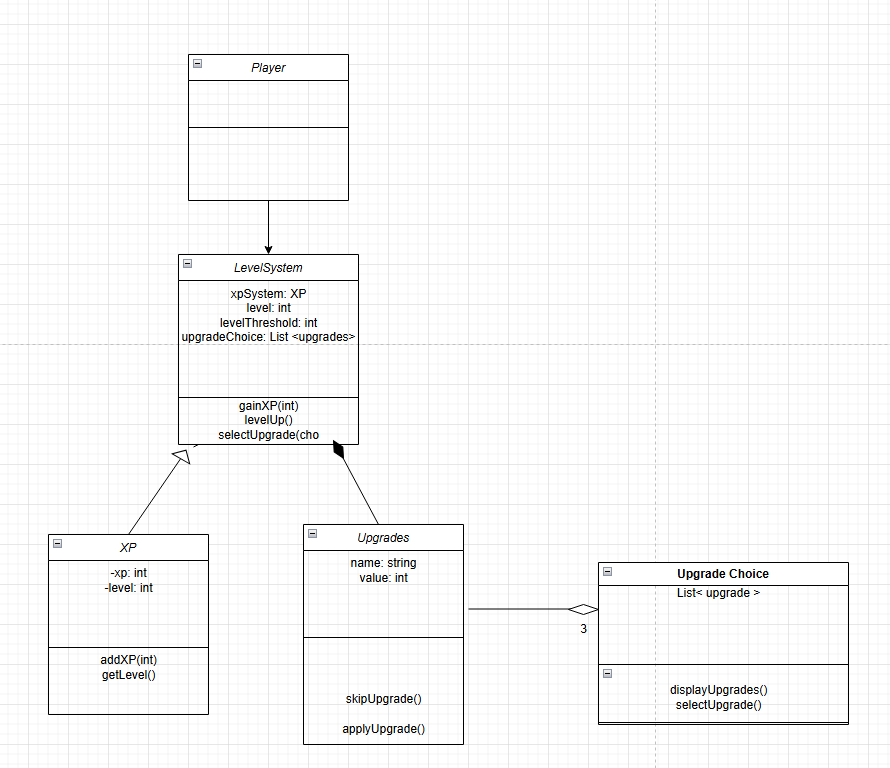 Player
LevelSystem
xpSystem: XP
level: int
levelThreshold: int
upgradeChoice: List <upgrades>
gainXP(int)
levelUp()
selectUpgrade(cho
XP
-xp: int
-level: int
addXP(int)
getLevel()
Upgrades
name: string
value: int
skipUpgrade()
applyUpgrade()
3
Upgrade Choice
List< upgrade >
displayUpgrades()
selectUpgrade()